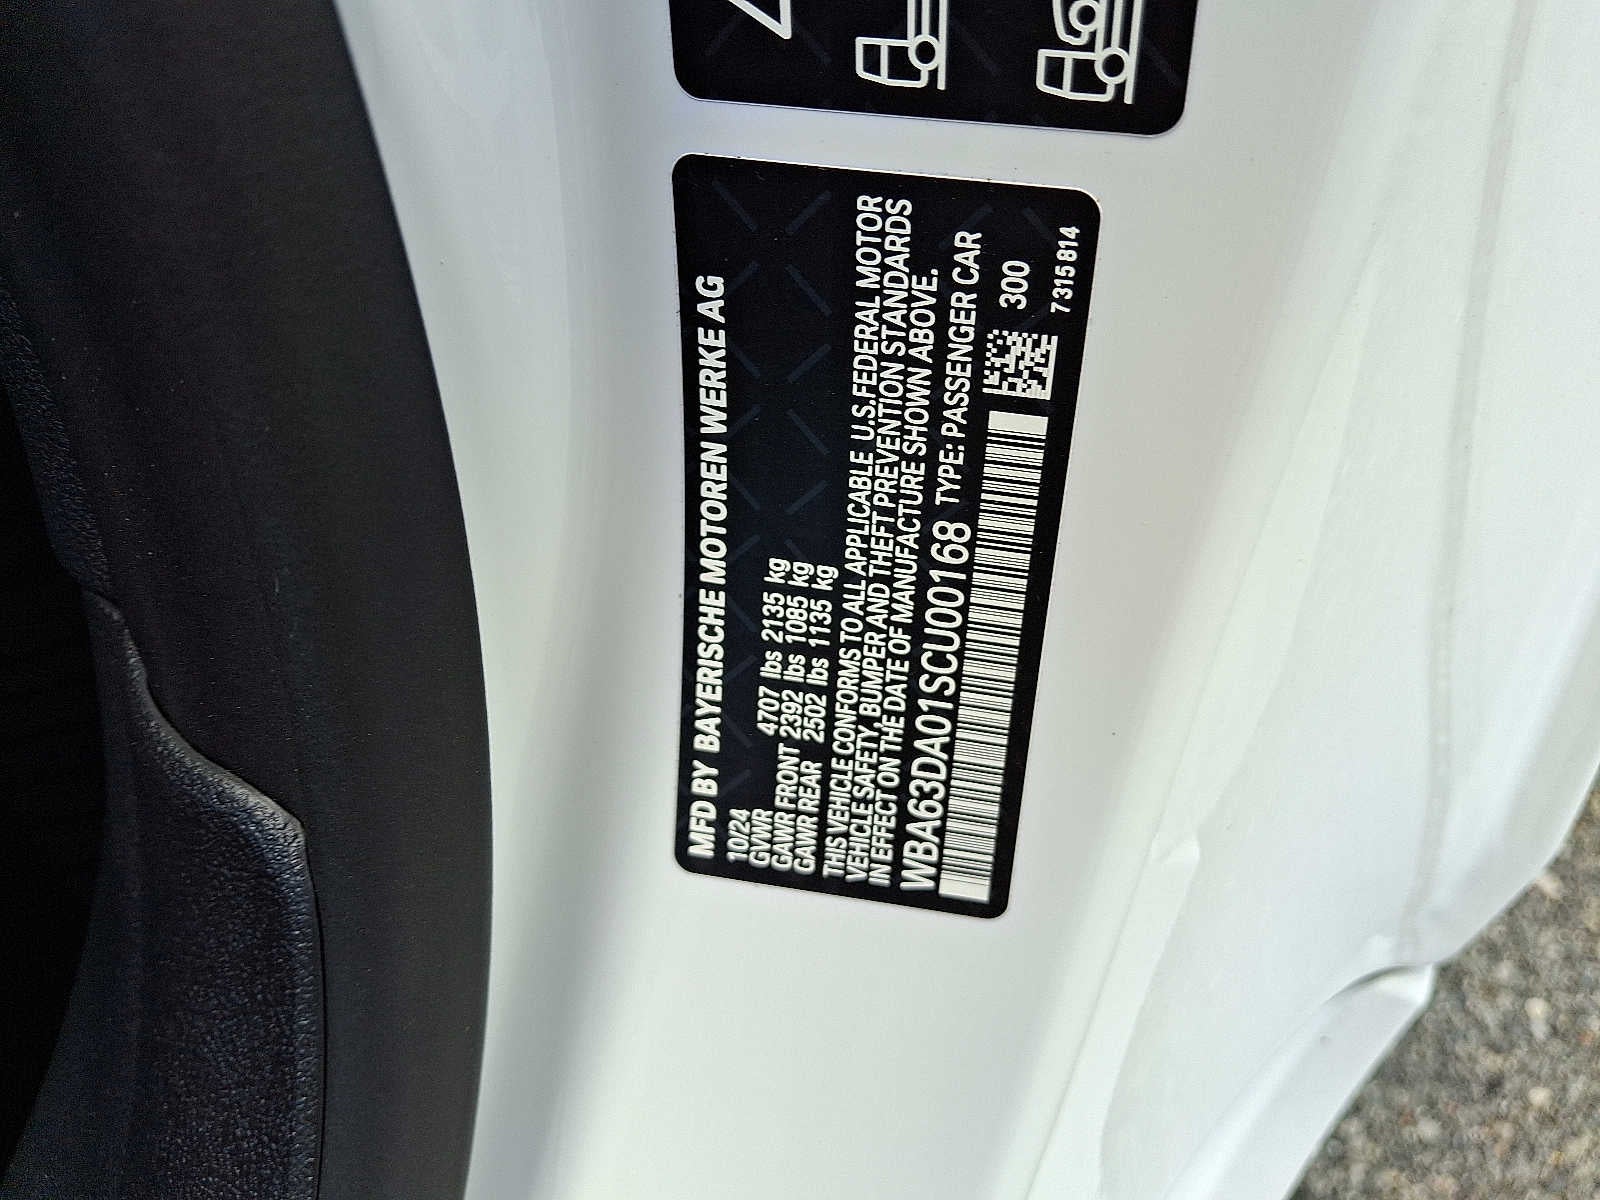 MFD BY BAYERISCHE MOTOREN WERKE AG
10/24
GVWR 4707 lbs 2135 kg
GAWR FRONT 2392 lbs 1085 kg
GAWR REAR 2502 lbs 1135 kg
THIS VEHICLE CONFORMS TO ALL APPLICABLE U.S.FEDERAL MOTOR
VEHICLE SAFETY, BUMPER AND THEFT PREVENTION STANDARDS
IN EFFECT ON THE DATE OF MANUFACTURE SHOWN ABOVE.
WBA63DA01SCU00168 TYPE: PASSENGER CAR
300
7315814